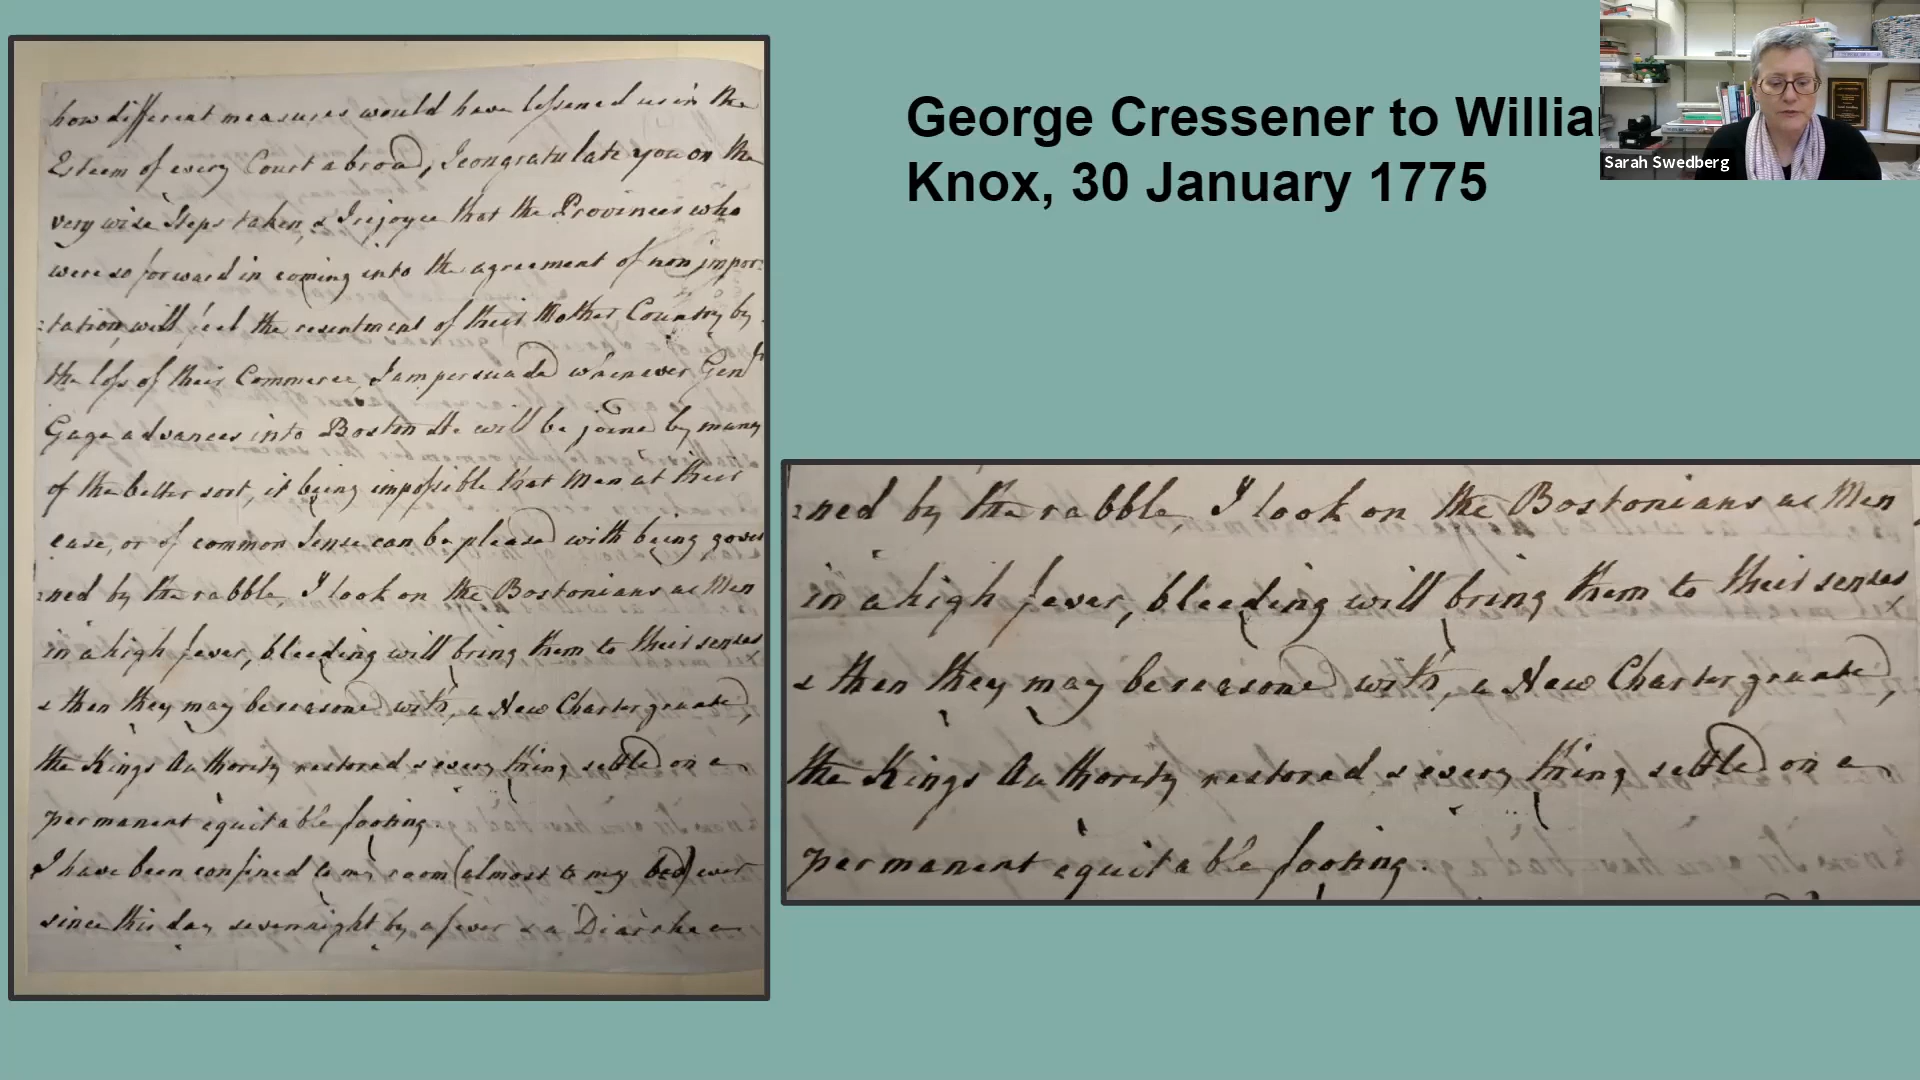 how different measures would have lessened us in the
Esteem of every Court abroad, I congratulate you on the
very wise Steps taken, & I rejoyce that the Provinces who
were so forward in coming into the agreement of non impor:
:tation, will feel the resentment of their Mother Country by
the loss of their Commerce, I am persuaded whenever Genl
Gage advances into Boston He will be joined by many
of the better sort, it being impossible that Men at their
ease, or of common Sense can be pleased with being gover
:ned by the rabble, I look on the Bostonians as Men
in a high fever, bleeding will bring them to their senses
& then they may be reasoned with, a New Charter granted,
the Kings Authority restored & every thing settled on a
permanent equitable footing.
I have been confined to my room (almost to my bed) ever
since this day sevennight by a fever & a Diarrhea
George Cressener to Willia
Knox, 30 January 1775
:ned by the rabble, I look on the Bostonians as Men
in a high fever, bleeding will bring them to their senses
& then they may be reasoned with, a New Charter granted,
the Kings Authority restored & every thing settled on a
permanent equitable footing.
Sarah Swedberg